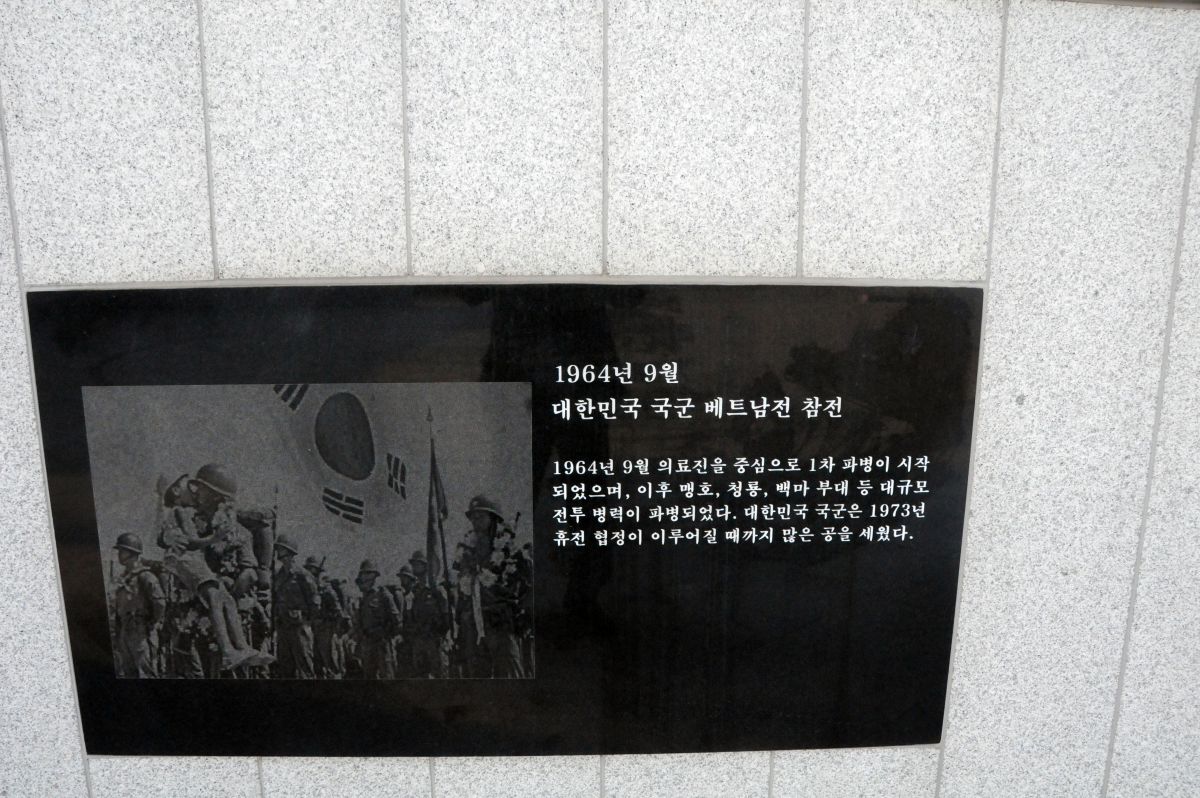 1964년 9월
대한민국 국군 베트남전 참전
1964년 9월 의료진을 중심으로 1차 파병이 시작
되었으며, 이후 맹호, 청룡, 백마 부대 등 대규모
전투 병력이 파병되었다. 대한민국 국군은 1973년
휴전 협정이 이루어질 때까지 많은 공을 세웠다.